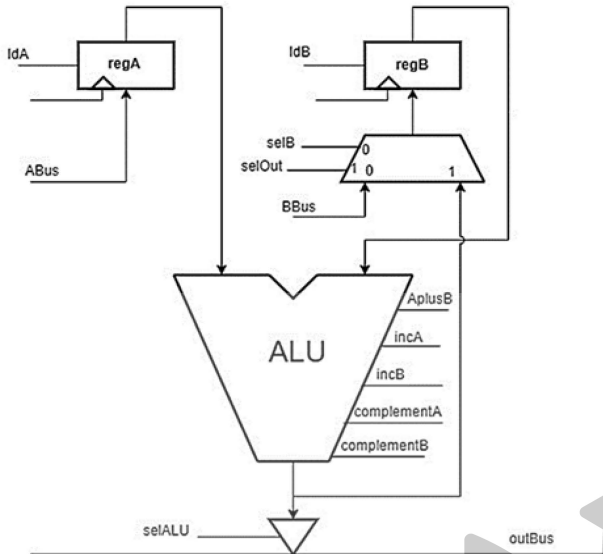 ldA
regA
ldB
regB
selB
0
selOut
1 0
1
ABus
BBus
AplusB
ALU
incA
incB
complementA
complementB
selALU
outBus